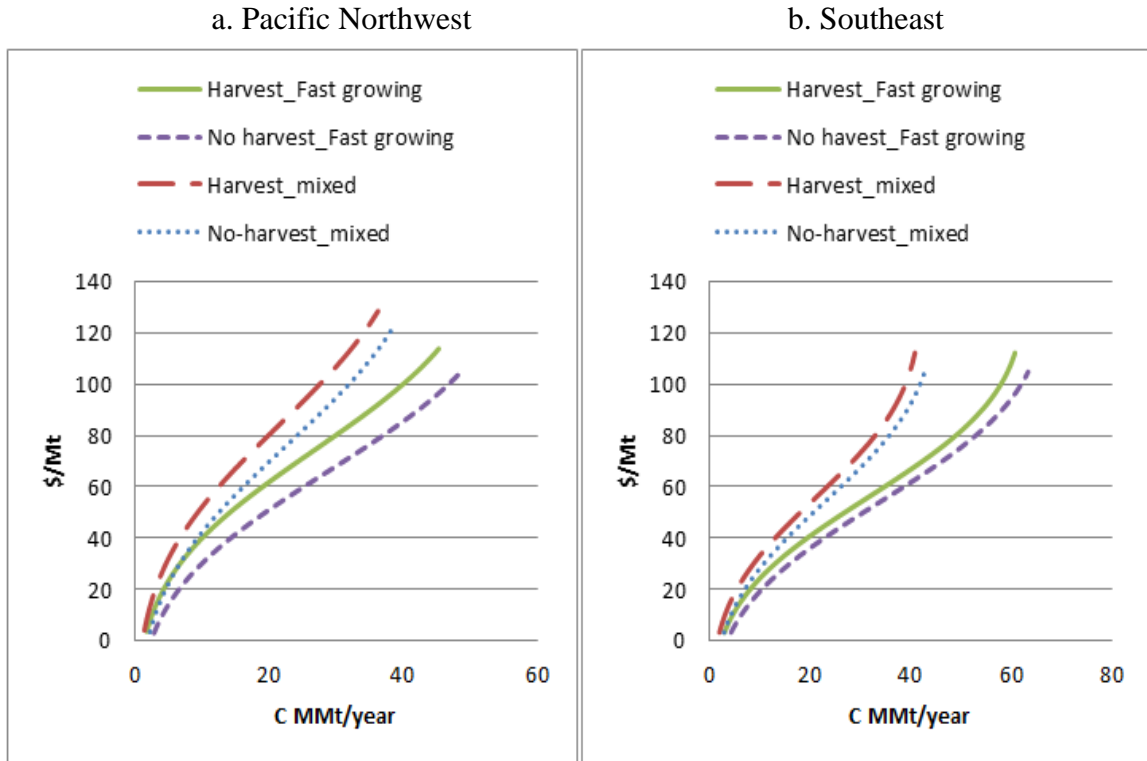 a. Pacific Northwest
Harvest_Fast growing
No harvest_Fast growing
Harvest_mixed
No-harvest_mixed
140
120
100
80
60
40
20
0
$/Mt
0 20 40 60
C MMt/year
b. Southeast
Harvest_Fast growing
No havest_Fast growing
Harvest_mixed
No-harvest_mixed
140
120
100
80
60
40
20
0
$/Mt
0 20 40 60 80
C MMt/year